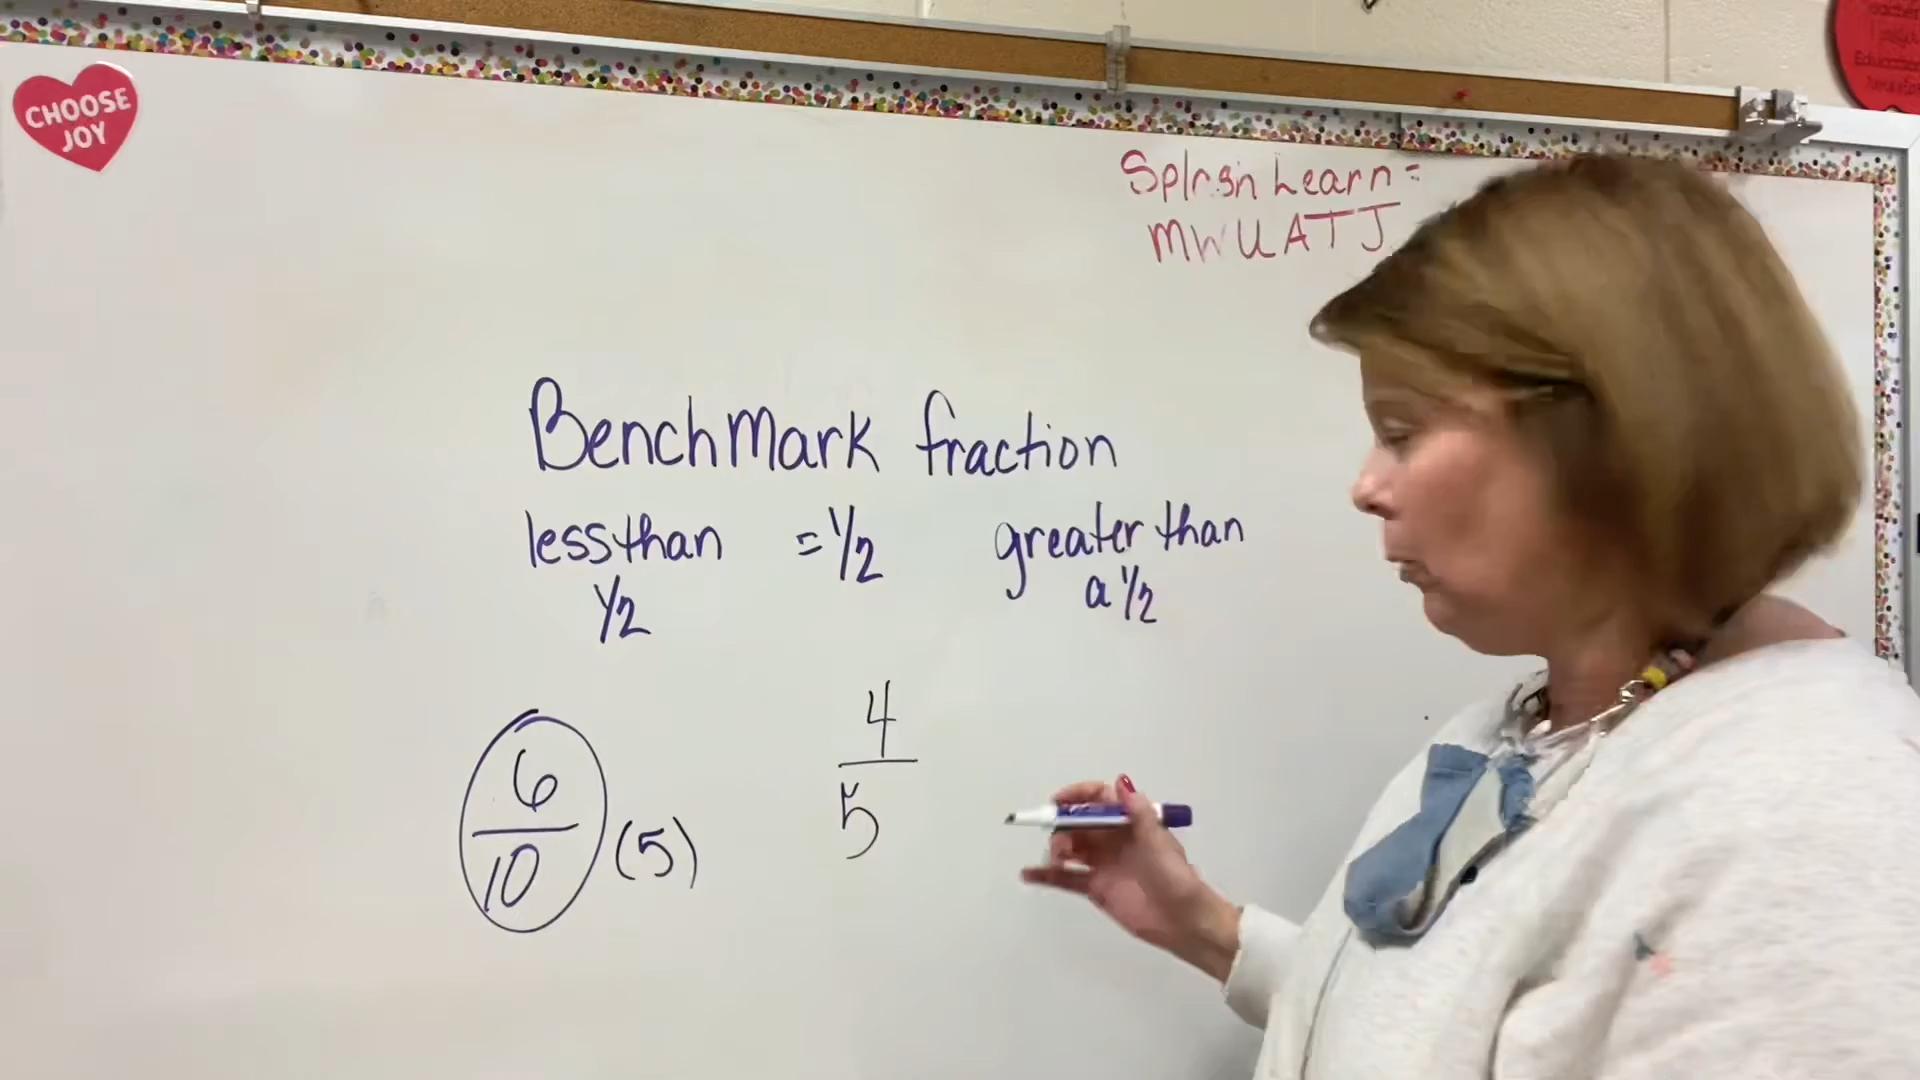 CHOOSE
JOY
Splash Learn =
MWUATJ
Benchmark fraction
less than = 1/2 greater than
1/2 a 1/2
6
10 (5)
4
5